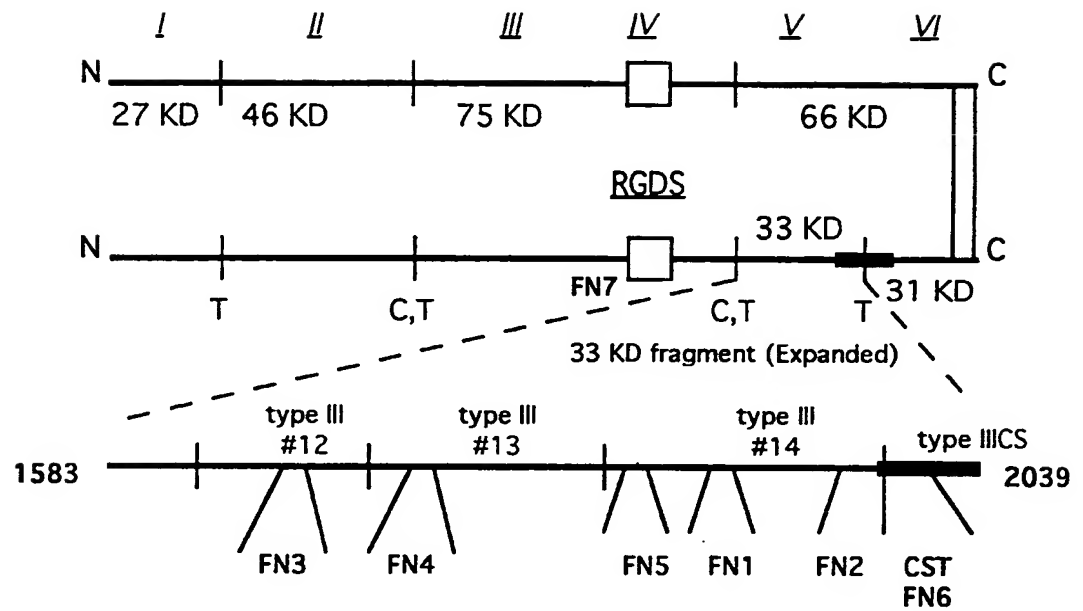 I II III IV V VI
N C
27 KD 46 KD 75 KD 66 KD
RGDS
33 KD
N C
FN7 31 KD
T C,T C,T T
33 KD fragment (Expanded)
type III type III type III type IIICS
#12 #13 #14
1583 2039
FN3 FN4 FN5 FN1 FN2 CST
FN6